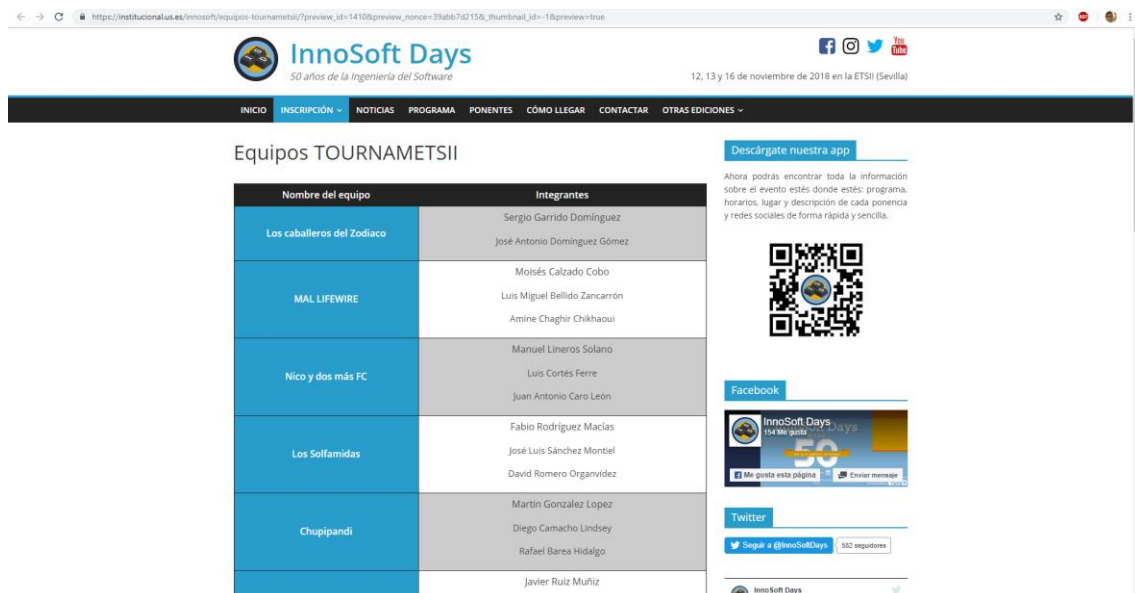 https://institucional.us.es/innosoft/equipos-tournametsii/?preview_id=1410&preview_nonce=39abb7d215&_thumbnail_id=-1&preview=true
InnoSoft Days
50 años de la Ingeniería del Software
You
Tube
12, 13 y 16 de noviembre de 2018 en la ETSII (Sevilla)
INICIO INSCRIPCIÓN NOTICIAS PROGRAMA PONENTES CÓMO LLEGAR CONTACTAR OTRAS EDICIONES
Equipos TOURNAMETSII
Nombre del equipo Integrantes
Los caballeros del Zodiaco
Sergio Garrido Domínguez
José Antonio Domínguez Gómez
MAL LIFEWIRE
Moisés Calzado Cobo
Luis Miguel Bellido Zancarrón
Amine Chaghir Chikhaoui
Nico y dos más FC
Manuel Lineros Solano
Luis Cortés Ferre
Juan Antonio Caro León
Los Solfamidas
Fabio Rodríguez Macías
José Luis Sánchez Montiel
David Romero Organvídez
Chupipandi
Martin Gonzalez Lopez
Diego Camacho Lindsey
Rafael Barea Hidalgo
Javier Ruiz Muñiz
Descárgate nuestra app
Ahora podrás encontrar toda la información
sobre el evento estés donde estés: programa,
horarios, lugar y descripción de cada ponencia
y redes sociales de forma rápida y sencilla.
Facebook
InnoSoft Days
154 Me gusta
50
Me gusta esta página Enviar mensaje
Twitter
Seguir a @InnoSoftDays 582 seguidores
InnoSoft Days